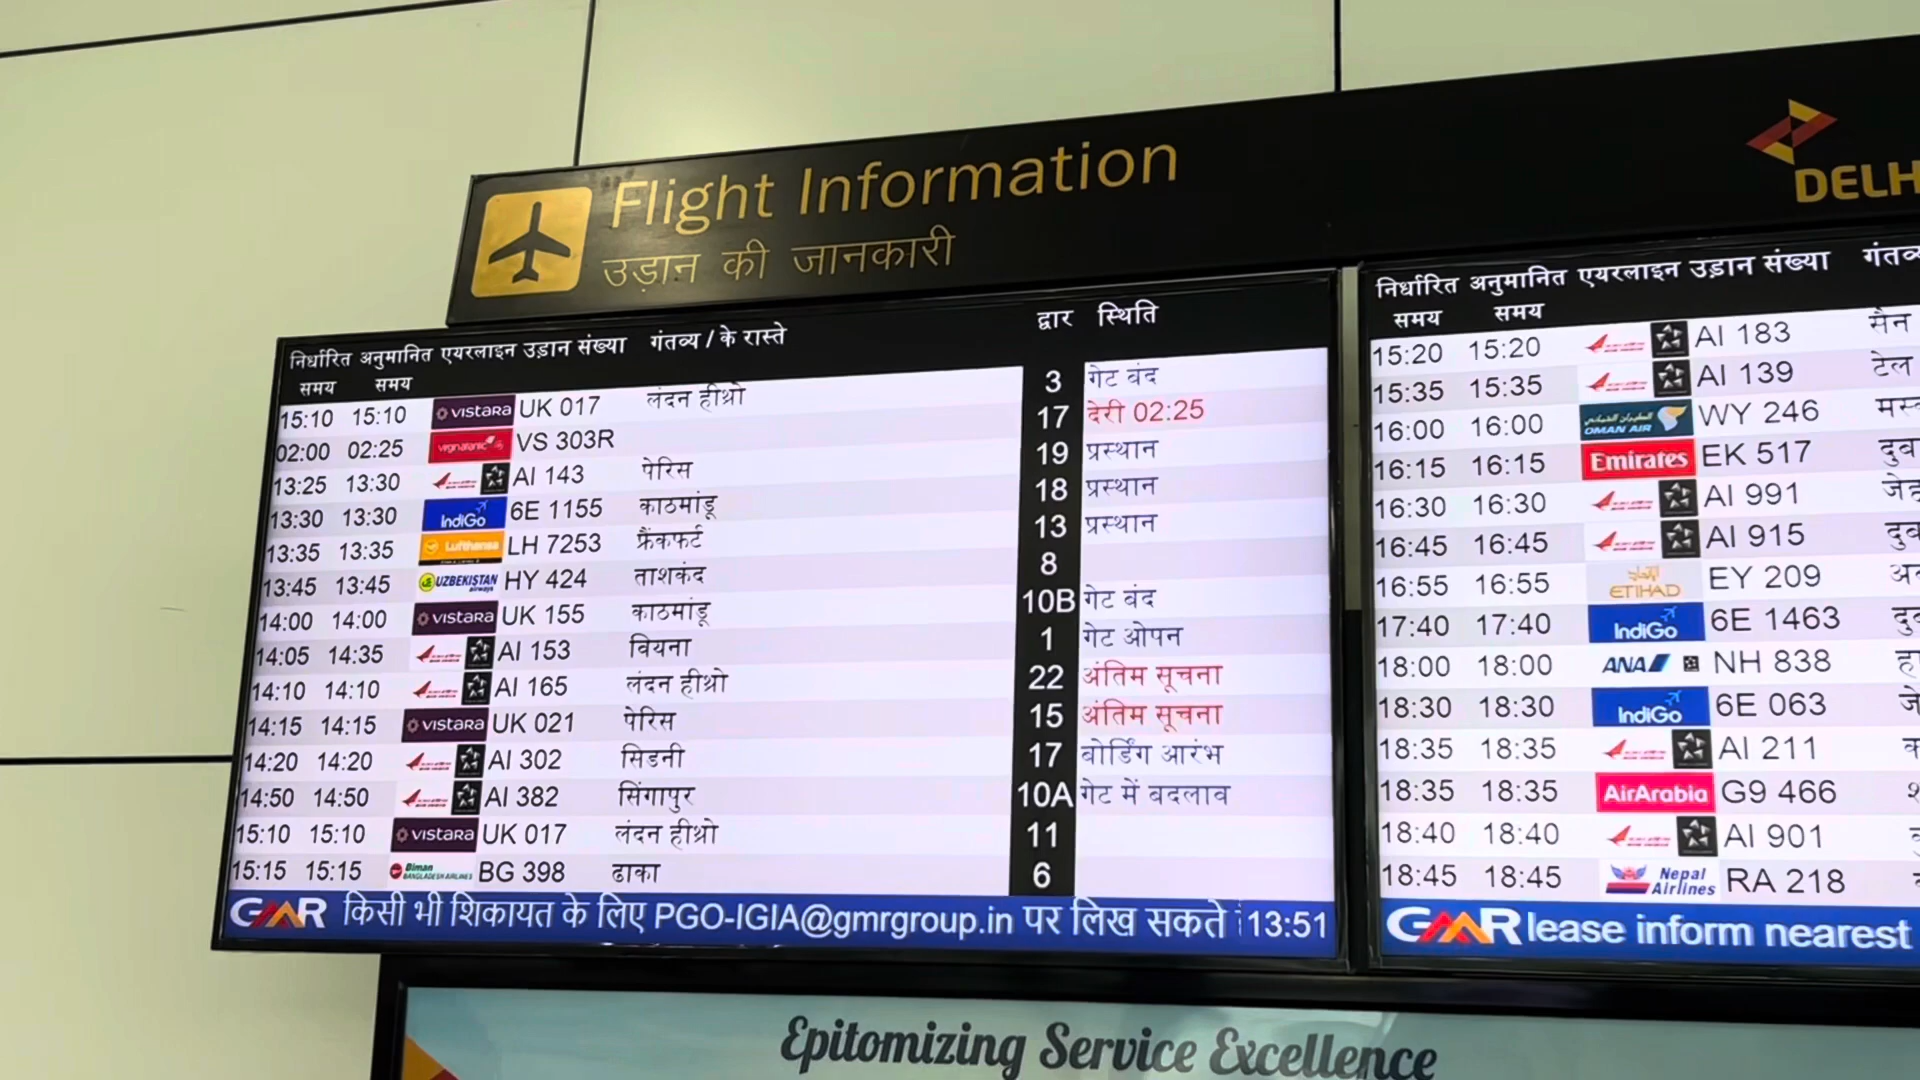 Flight Information
उड़ान की जानकारी
DELH
निर्धारित समय अनुमानित समय एयरलाइन उड़ान संख्या गंतव्य / के रास्ते द्वार स्थिति
15:10 15:10 VISTARA UK 017 लंदन हीथ्रो 3 गेट बंद
02:00 02:25 virgin atlantic VS 303R 17 देरी 02:25
13:25 13:30 AI 143 पेरिस 19 प्रस्थान
13:30 13:30 IndiGo 6E 1155 काठमांडू 18 प्रस्थान
13:35 13:35 Lufthansa LH 7253 फ्रैंकफर्ट 13 प्रस्थान
13:45 13:45 UZBEKISTAN airways HY 424 ताशकंद 8
14:00 14:00 VISTARA UK 155 काठमांडू 10B गेट बंद
14:05 14:35 AI 153 वियना 1 गेट ओपन
14:10 14:10 AI 165 लंदन हीथ्रो 22 अंतिम सूचना
14:15 14:15 VISTARA UK 021 पेरिस 15 अंतिम सूचना
14:20 14:20 AI 302 सिडनी 17 बोर्डिंग आरंभ
14:50 14:50 AI 382 सिंगापुर 10A गेट में बदलाव
15:10 15:10 VISTARA UK 017 लंदन हीथ्रो 11
15:15 15:15 Biman BANGLADESH AIRLINES BG 398 ढाका 6
GMR किसी भी शिकायत के लिए PGO-IGIA@gmrgroup.in पर लिख सकते 13:51
निर्धारित समय अनुमानित समय एयरलाइन उड़ान संख्या
15:20 15:20 AI 183 सैन
15:35 15:35 AI 139 टेल
16:00 16:00 OMAN AIR WY 246
16:15 16:15 Emirates EK 517
16:30 16:30 AI 991
16:45 16:45 AI 915
16:55 16:55 ETIHAD EY 209
17:40 17:40 IndiGo 6E 1463
18:00 18:00 ANA NH 838
18:30 18:30 IndiGo 6E 063
18:35 18:35 AI 211
18:35 18:35 AirArabia G9 466
18:40 18:40 AI 901
18:45 18:45 Nepal Airlines RA 218
GMR lease inform nearest
Epitomizing Service Excellence